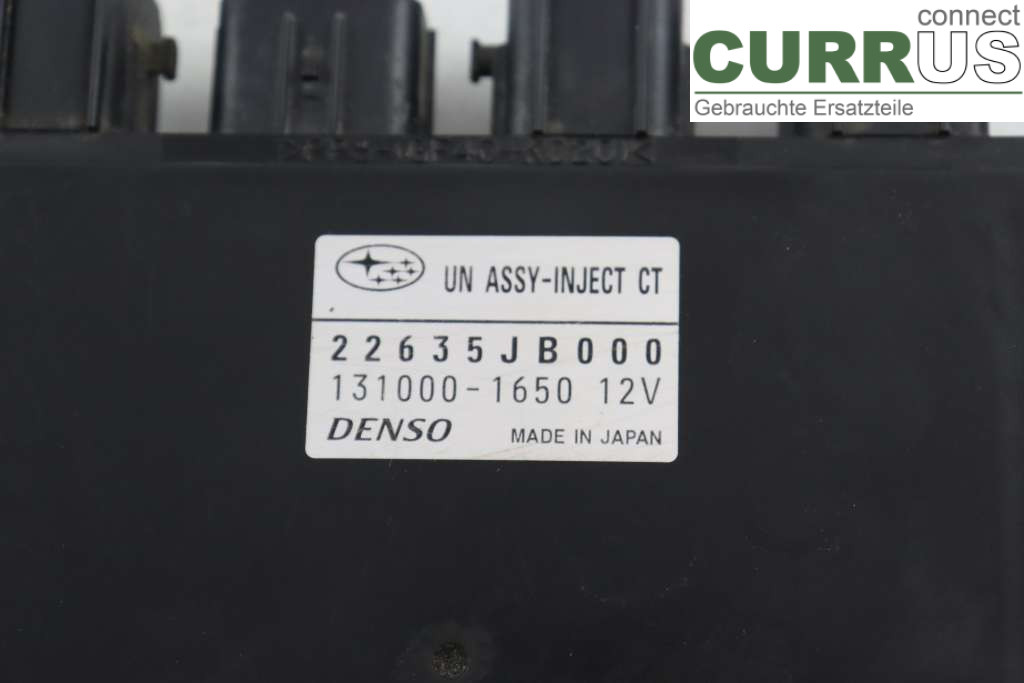 connect
CURRUS
Gebrauchte Ersatzteile
UN ASSY-INJECT CT
22635JB000
131000-1650 12V
DENSO MADE IN JAPAN